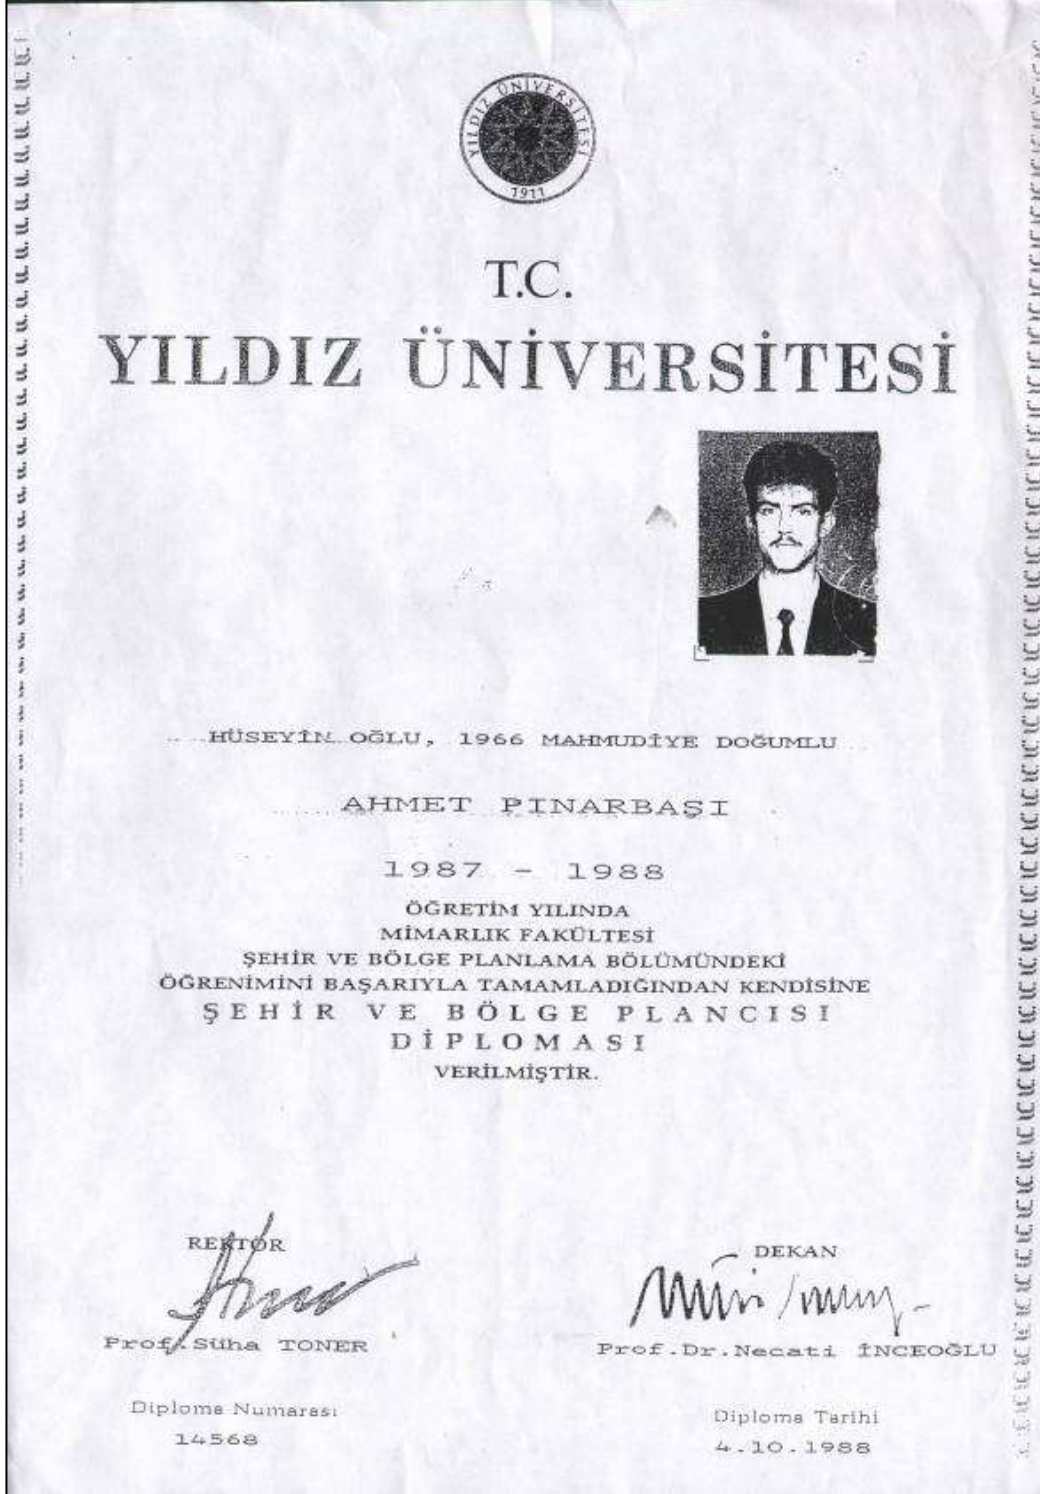 YILDIZ ÜNİVERSİTESİ
1911
T.C.
YILDIZ ÜNİVERSİTESİ
HÜSEYİN OĞLU, 1966 MAHMUDİYE DOĞUMLU
AHMET PINARBAŞI
1987 - 1988
ÖĞRETİM YILINDA
MİMARLIK FAKÜLTESİ
ŞEHİR VE BÖLGE PLANLAMA BÖLÜMÜNDEKİ
ÖĞRENİMİNİ BAŞARIYLA TAMAMLADIĞINDAN KENDİSİNE
ŞEHİR VE BÖLGE PLANCISI
DİPLOMASI
VERİLMİŞTİR.
REKTÖR
Prof.Süha TONER
DEKAN
Prof.Dr.Necati İNCEOĞLU
Diploma Numarası
14568
Diploma Tarihi
4.10.1988